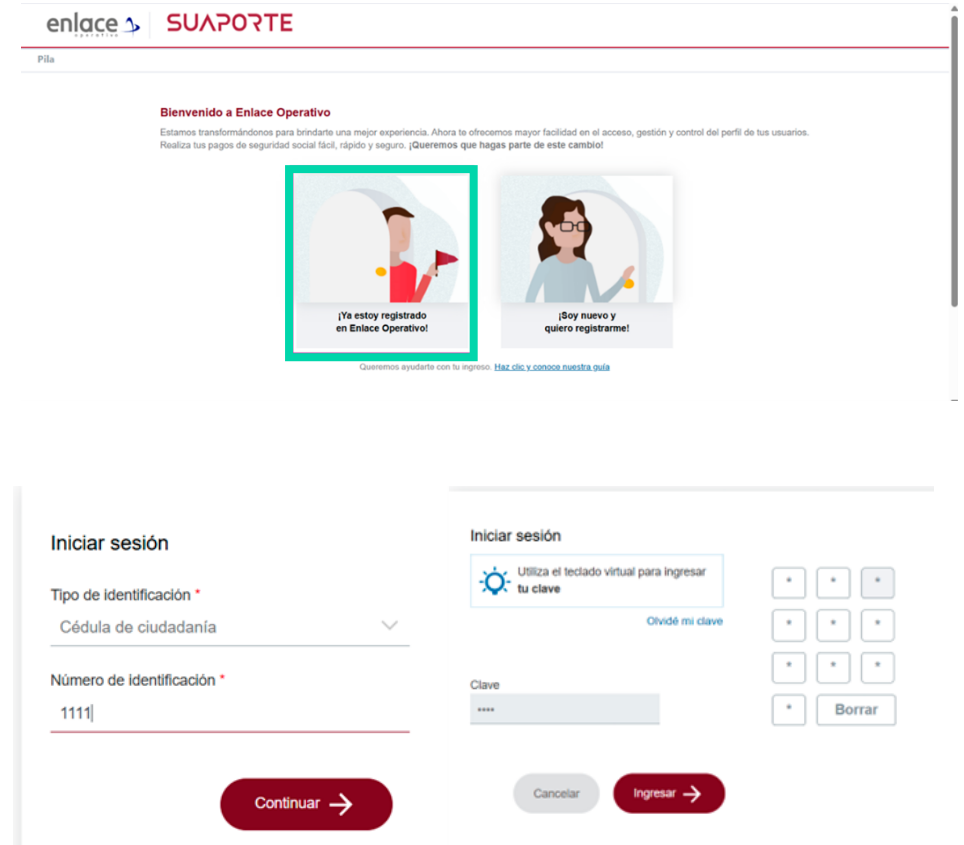 enlace
operativo
SUAPORTE
Pila
Bienvenido a Enlace Operativo
Estamos transformándonos para brindarte una mejor experiencia. Ahora te ofrecemos mayor facilidad en el acceso, gestión y control del perfil de tus usuarios.
Realiza tus pagos de seguridad social fácil, rápido y seguro. ¡Queremos que hagas parte de este cambio!
¡Ya estoy registrado
en Enlace Operativo!
¡Soy nuevo y
quiero registrarme!
Queremos ayudarte con tu ingreso. Haz clic y conoce nuestra guía
Iniciar sesión
Tipo de identificación *
Cédula de ciudadanía
Número de identificación *
1111
Continuar
Iniciar sesión
Utiliza el teclado virtual para ingresar
tu clave
Olvidé mi clave
Clave
••••
* * *
* * *
* * *
* Borrar
Cancelar
Ingresar